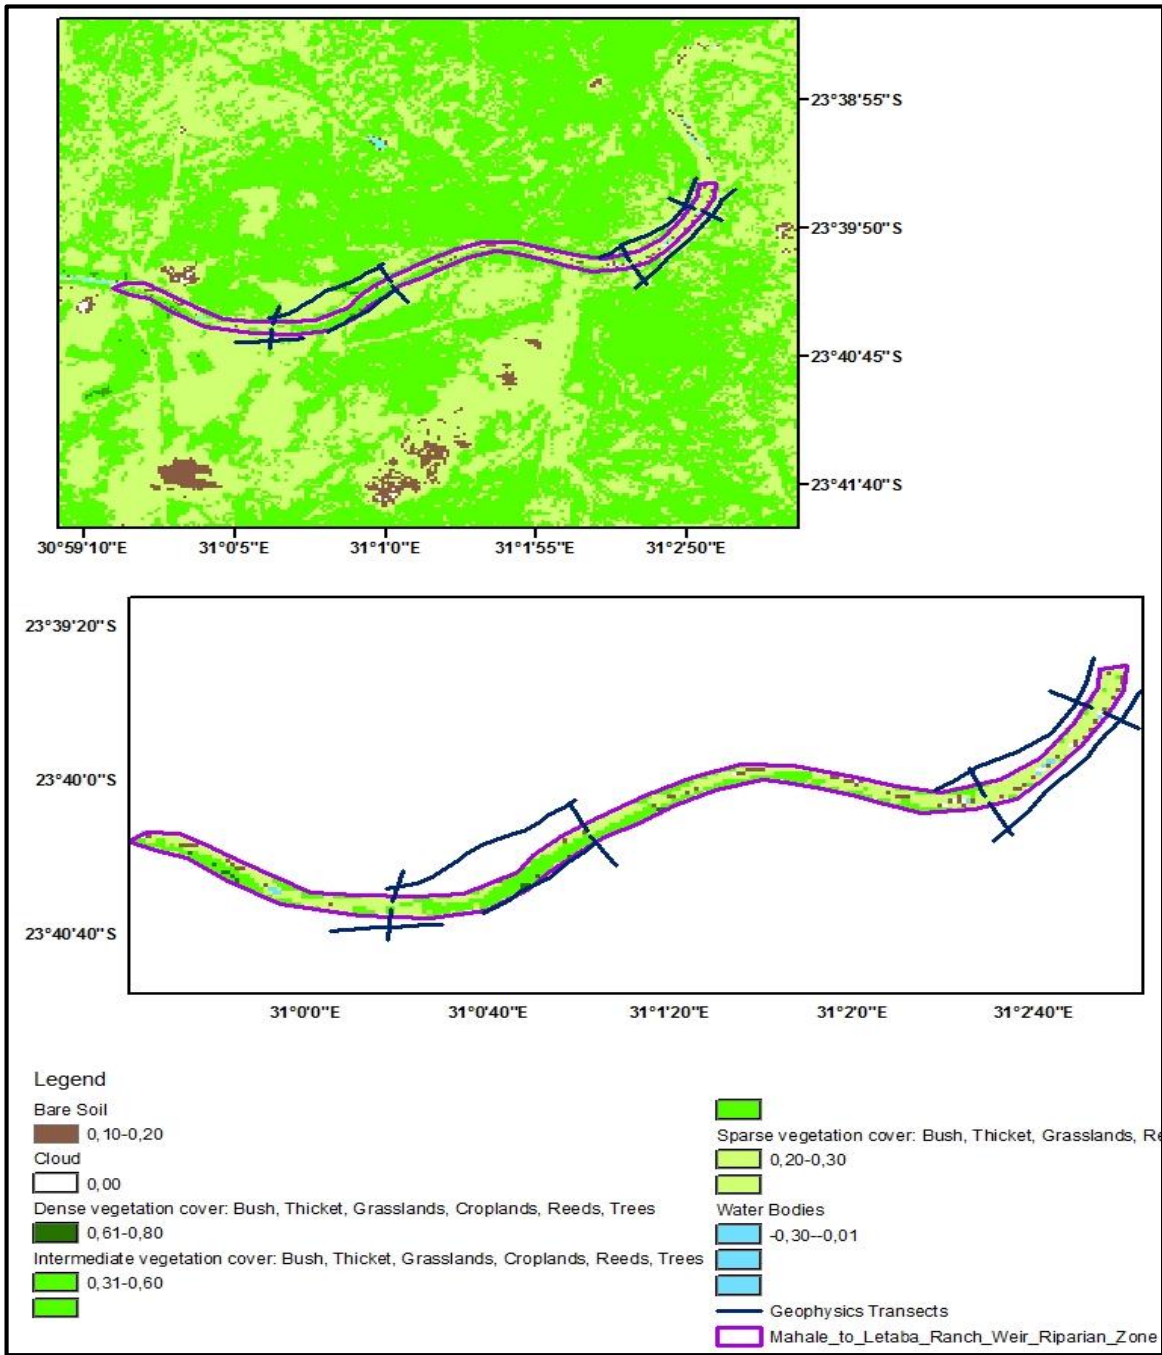 23°38'55"S
23°39'50"S
23°40'45"S
23°41'40"S
30°59'10"E 31°0'5"E 31°1'0"E 31°1'55"E 31°2'50"E
23°39'20"S
23°40'0"S
23°40'40"S
31°0'0"E 31°0'40"E 31°1'20"E 31°2'0"E 31°2'40"E
Legend
Bare Soil
0,10-0,20
Cloud
0,00
Dense vegetation cover: Bush, Thicket, Grasslands, Croplands, Reeds, Trees
0,61-0,80
Intermediate vegetation cover: Bush, Thicket, Grasslands, Croplands, Reeds, Trees
0,31-0,60
Sparse vegetation cover: Bush, Thicket, Grasslands, Re
0,20-0,30
Water Bodies
-0,30--0,01
Geophysics Transects
Mahale_to_Letaba_Ranch_Weir_Riparian_Zone